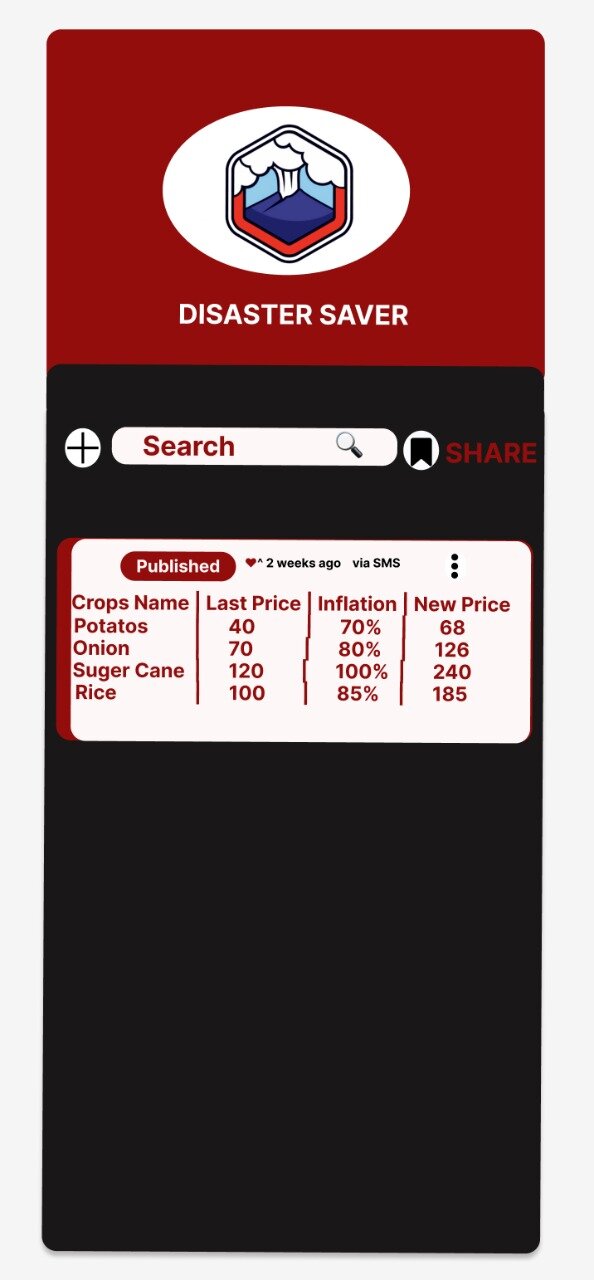 DISASTER SAVER
Search
SHARE
Published ^ 2 weeks ago via SMS
Crops Name Last Price Inflation New Price
Potatos 40 70% 68
Onion 70 80% 126
Suger Cane 120 100% 240
Rice 100 85% 185